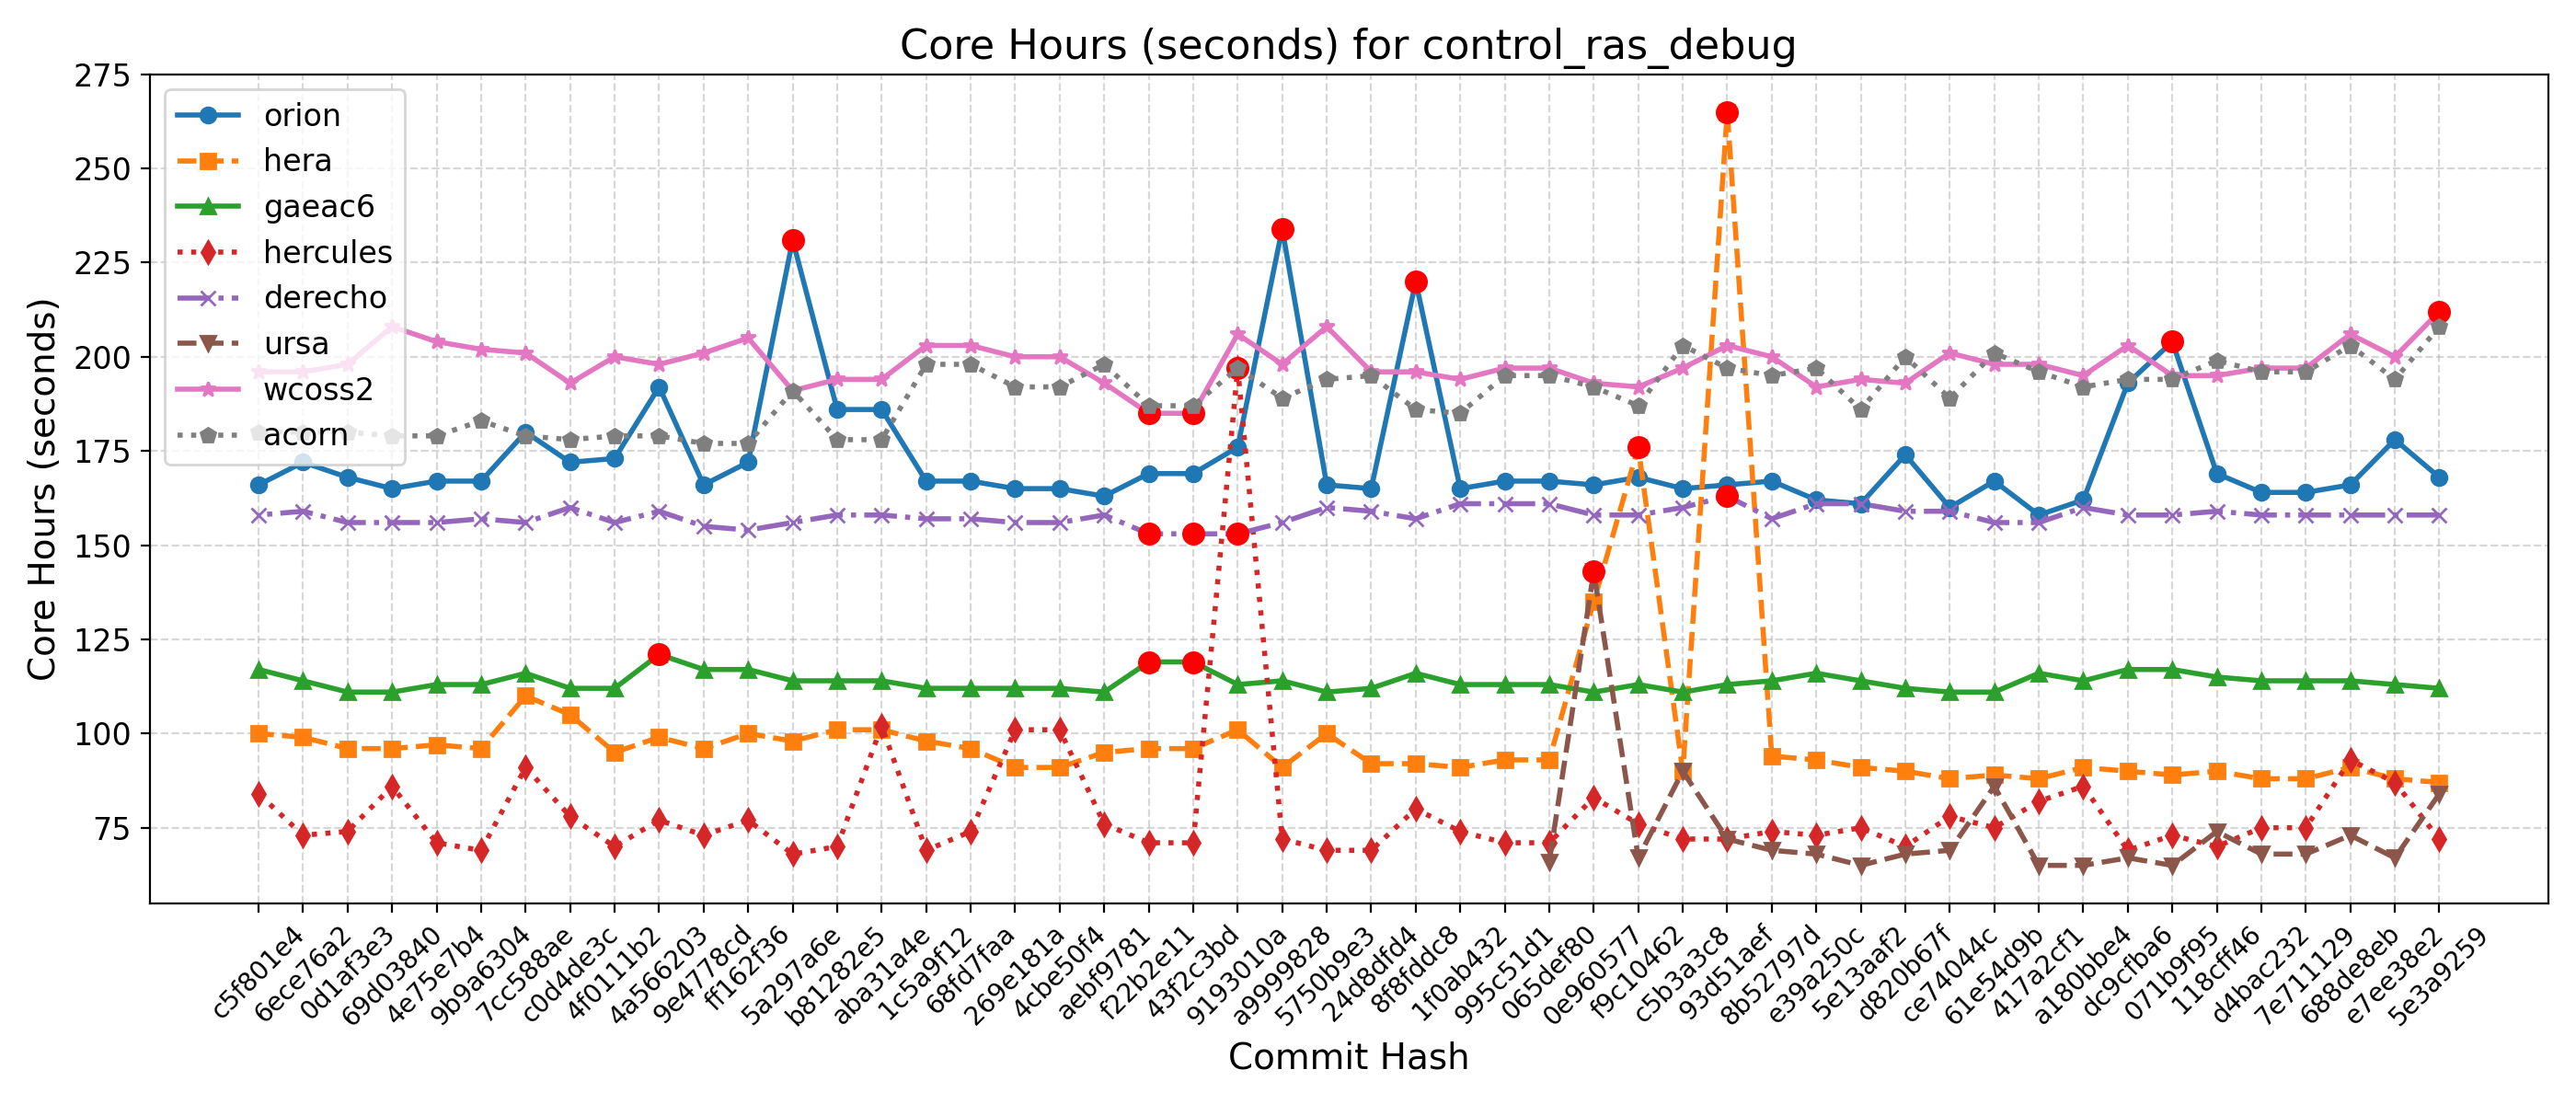 Core Hours (seconds) for control_ras_debug
Core Hours (seconds)
275
250
225
200
175
150
125
100
75
orion
hera
gaeac6
hercules
derecho
ursa
wcoss2
acorn
c5f801e4
6ece76a2
0d1af3e3
69d03840
4e75e7b4
9b9a6304
7cc588ae
c0d4de3c
4f0111b2
4a566203
9e4778cd
ff162f36
5a297a6e
b81282e5
aba31a4e
1c5a9f12
68fd7faa
269e181a
4cbe50f4
aebf9781
f22b2e11
43f2c3bd
9193010a
a9999828
5750b9e3
24d8dfd4
8f8fddc8
1f0ab432
995c51d1
065def80
0e960577
f9c10462
c5b3a3c8
93d51aef
8b52797d
e39a250c
5e13aaf2
d820b67f
ce74044c
61e54d9b
417a2cf1
a180bbe4
dc9cfba6
071b9f95
118cff46
d4bac232
7e711129
688de8eb
e7ee38e2
5e3a9259
Commit Hash